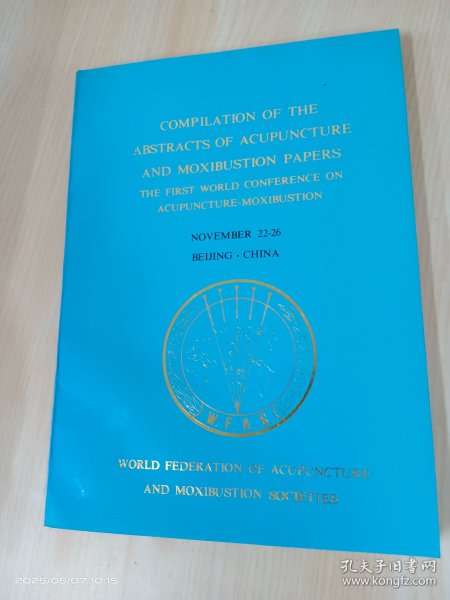 COMPILATION OF THE
ABSTRACTS OF ACUPUNCTURE
AND MOXIBUSTION PAPERS
THE FIRST WORLD CONFERENCE ON
ACUPUNCTURE-MOXIBUSTION
NOVEMBER 22-26
BEIJING - CHINA
W.F.A.S.
WORLD FEDERATION OF ACUPUNCTURE
AND MOXIBUSTION SOCIETIES
2025/05/07 10:15
孔夫子旧书网
www.kongfz.com